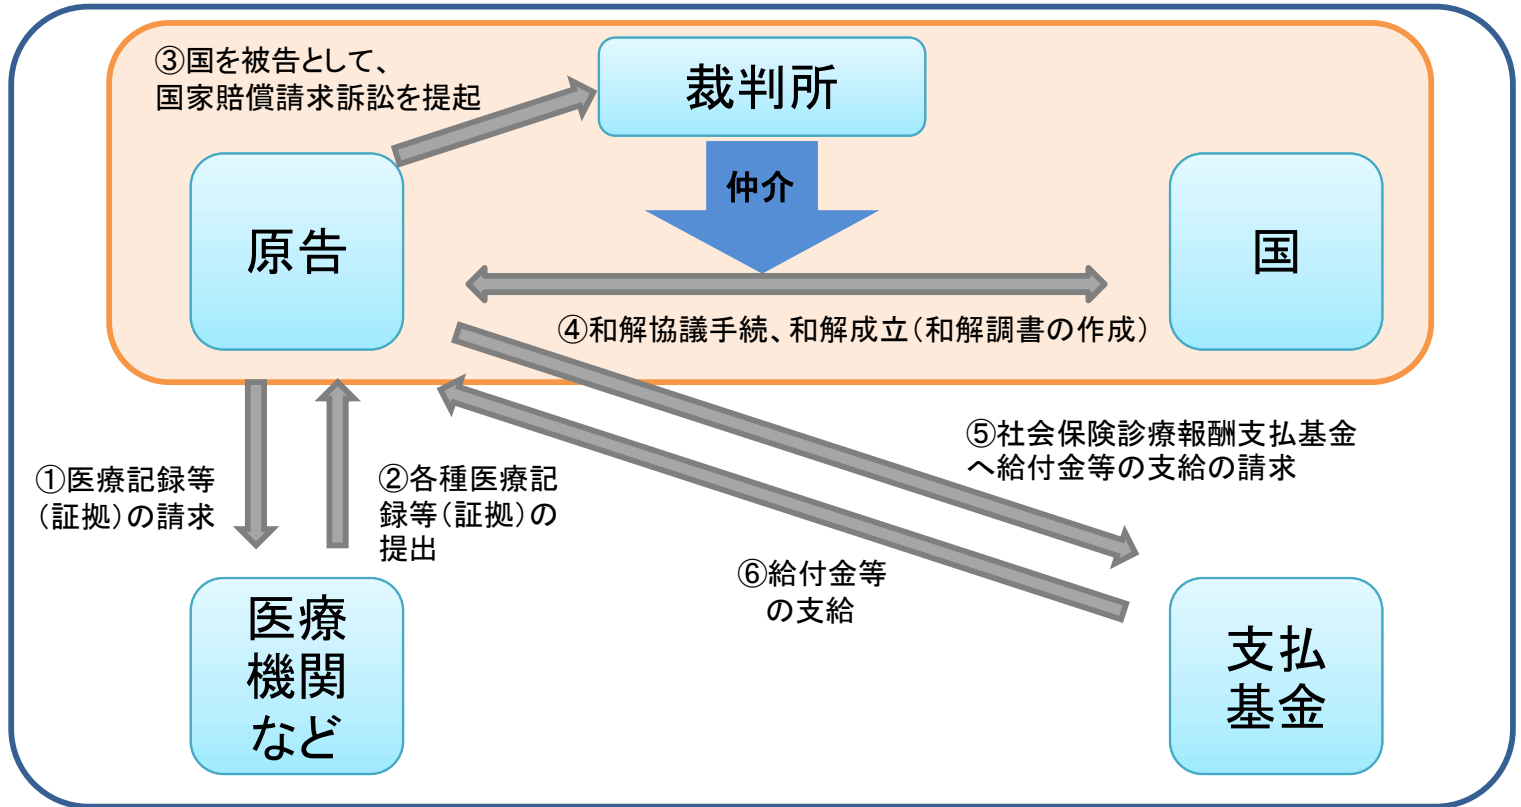 ③国を被告として、
国家賠償請求訴訟を提起
裁判所
仲介
原告
国
④和解協議手続、和解成立(和解調書の作成)
①医療記録等
(証拠)の請求
②各種医療記
録等(証拠)の
提出
⑤社会保険診療報酬支払基金
へ給付金等の支給の請求
⑥給付金等
の支給
医療
機関
など
支払
基金